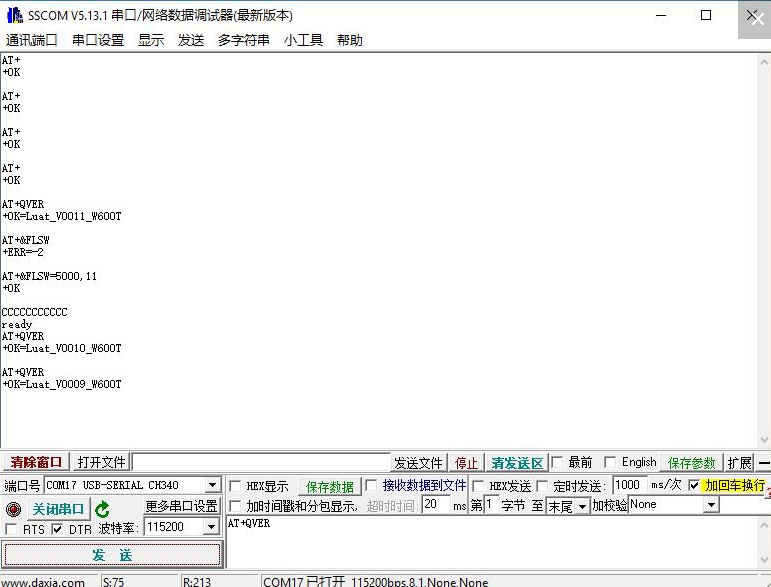 SSCOM V5.13.1 串口/网络数据调试器(最新版本)
通讯端口 串口设置 显示 发送 多字符串 小工具 帮助
AT+
+OK
AT+
+OK
AT+
+OK
AT+
+OK
AT+QVER
+OK=Luat_V0011_W600T
AT+&FLSW
+ERR=-2
AT+&FLSW=5000,11
+OK
CCCCCCCCCCC
ready
AT+QVER
+OK=Luat_V0010_W600T
AT+QVER
+OK=Luat_V0009_W600T
清除窗口 打开文件 发送文件 停止 清发送区 最前 English 保存参数 扩展
端口号 COM17 USB-SERIAL CH340 HEX显示 保存数据 接收数据到文件 HEX发送 定时发送: 1000 ms/次 加回车换行
关闭串口 更多串口设置 加时间戳和分包显示, 超时时间: 20 ms 第1 字节 至 末尾 加校验 None
RTS DTR 波特率: 115200 AT+QVER
发 送
www.daxia.com S:75 R:213 COM17 已打开 115200bps,8,1,None,None